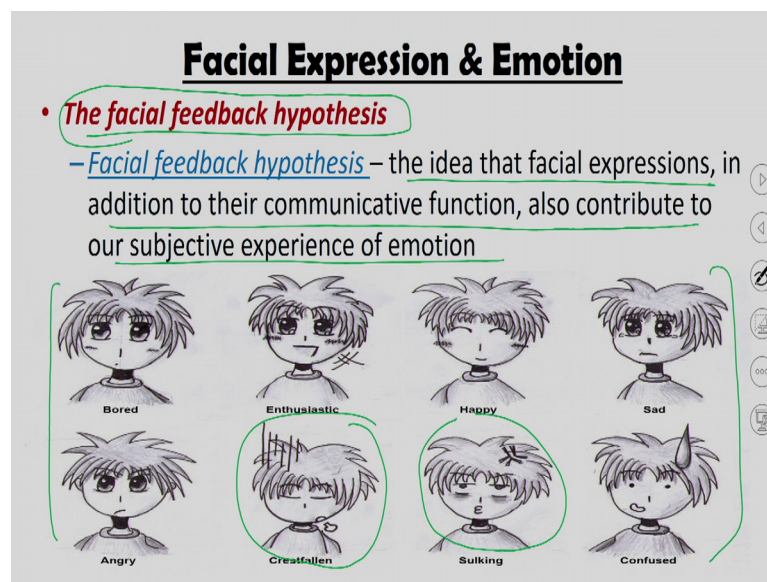 Facial Expression & Emotion
• The facial feedback hypothesis
– Facial feedback hypothesis – the idea that facial expressions, in
addition to their communicative function, also contribute to
our subjective experience of emotion
Bored Enthusiastic Happy Sad
Angry Crestfallen Sulking Confused